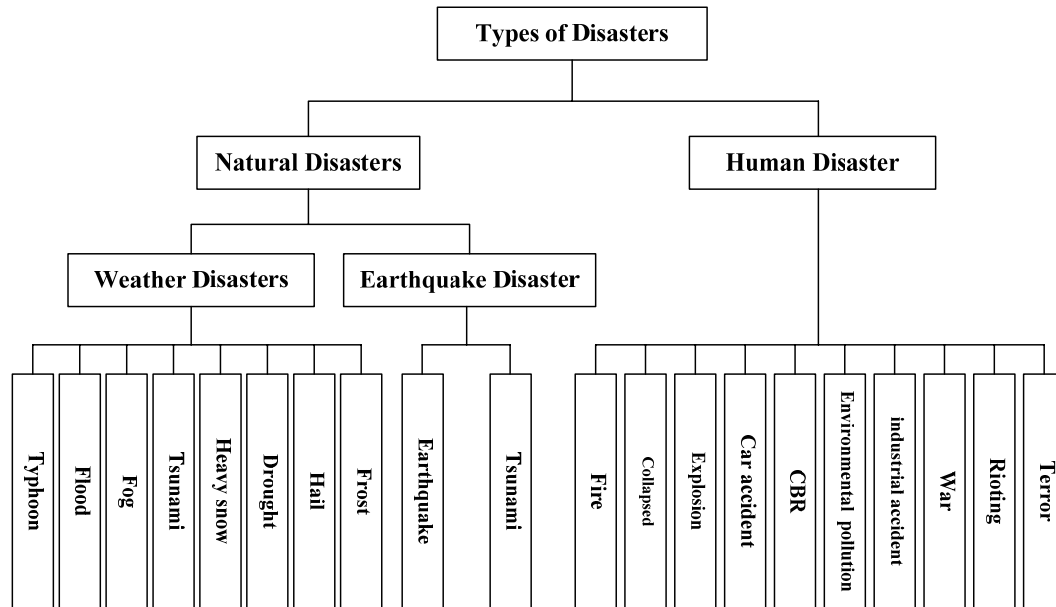 Types of Disasters
Natural Disasters
Human Disaster
Weather Disasters
Earthquake Disaster
Typhoon
Flood
Fog
Tsunami
Heavy snow
Drought
Hail
Frost
Earthquake
Tsunami
Fire
Collapsed
Explosion
Car accident
CBR
Environmental pollution
industrial accident
War
Rioting
Terror